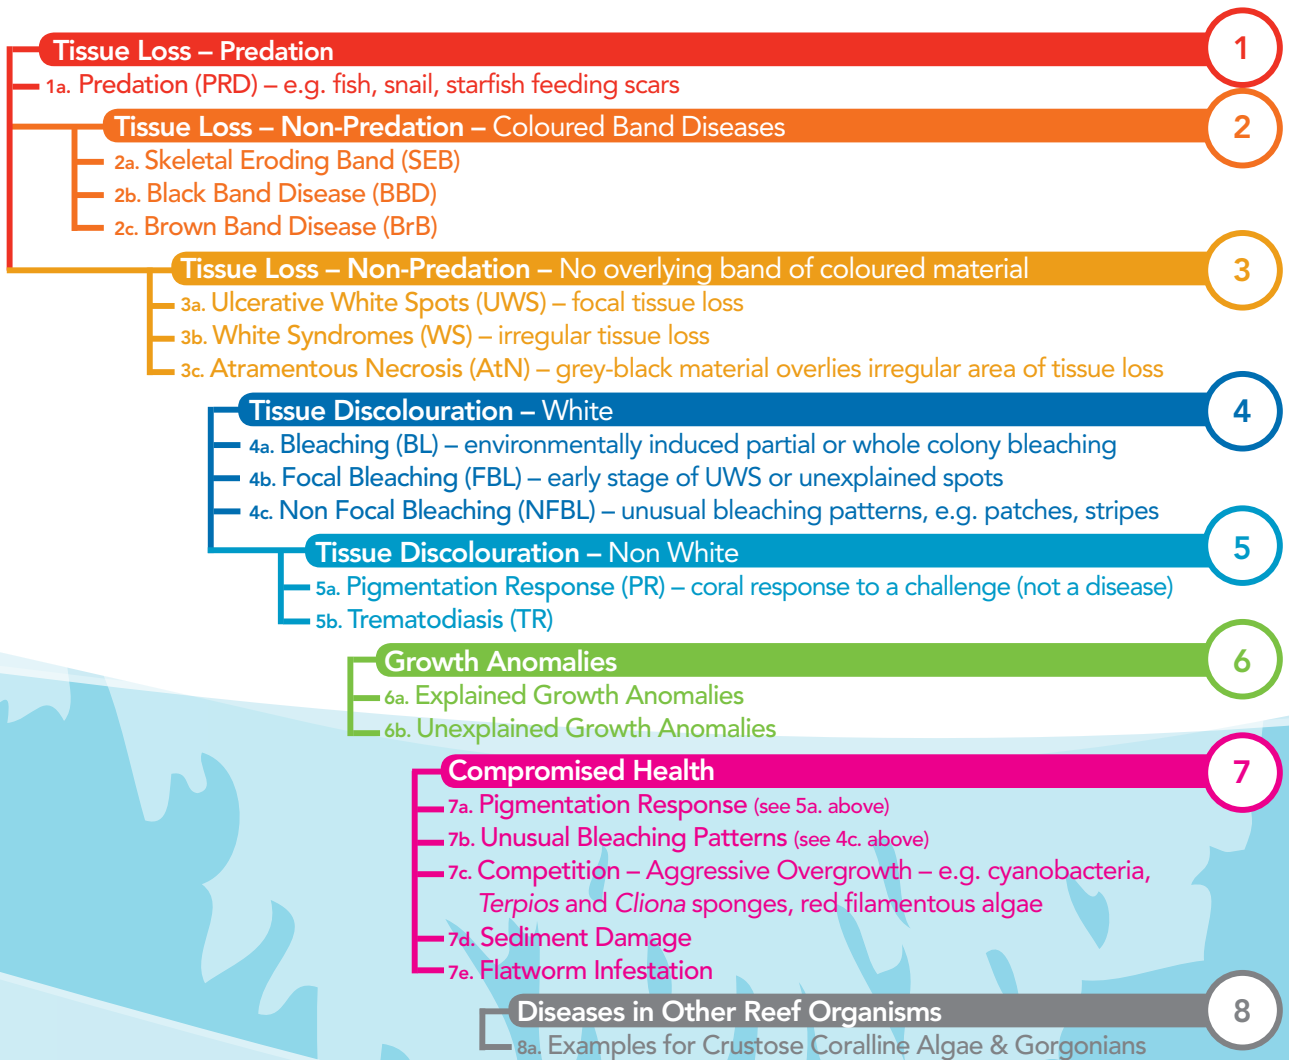 Tissue Loss – Predation
1
1a. Predation (PRD) – e.g. fish, snail, starfish feeding scars
Tissue Loss – Non-Predation – Coloured Band Diseases
2
2a. Skeletal Eroding Band (SEB)
2b. Black Band Disease (BBD)
2c. Brown Band Disease (BrB)
Tissue Loss – Non-Predation – No overlying band of coloured material
3
3a. Ulcerative White Spots (UWS) – focal tissue loss
3b. White Syndromes (WS) – irregular tissue loss
3c. Atramentous Necrosis (AtN) – grey-black material overlies irregular area of tissue loss
Tissue Discolouration – White
4
4a. Bleaching (BL) – environmentally induced partial or whole colony bleaching
4b. Focal Bleaching (FBL) – early stage of UWS or unexplained spots
4c. Non Focal Bleaching (NFBL) – unusual bleaching patterns, e.g. patches, stripes
Tissue Discolouration – Non White
5
5a. Pigmentation Response (PR) – coral response to a challenge (not a disease)
5b. Trematodiasis (TR)
Growth Anomalies
6
6a. Explained Growth Anomalies
6b. Unexplained Growth Anomalies
Compromised Health
7
7a. Pigmentation Response (see 5a. above)
7b. Unusual Bleaching Patterns (see 4c. above)
7c. Competition – Aggressive Overgrowth – e.g. cyanobacteria,
Terpios and Cliona sponges, red filamentous algae
7d. Sediment Damage
7e. Flatworm Infestation
Diseases in Other Reef Organisms
8
8a. Examples for Crustose Coralline Algae & Gorgonians